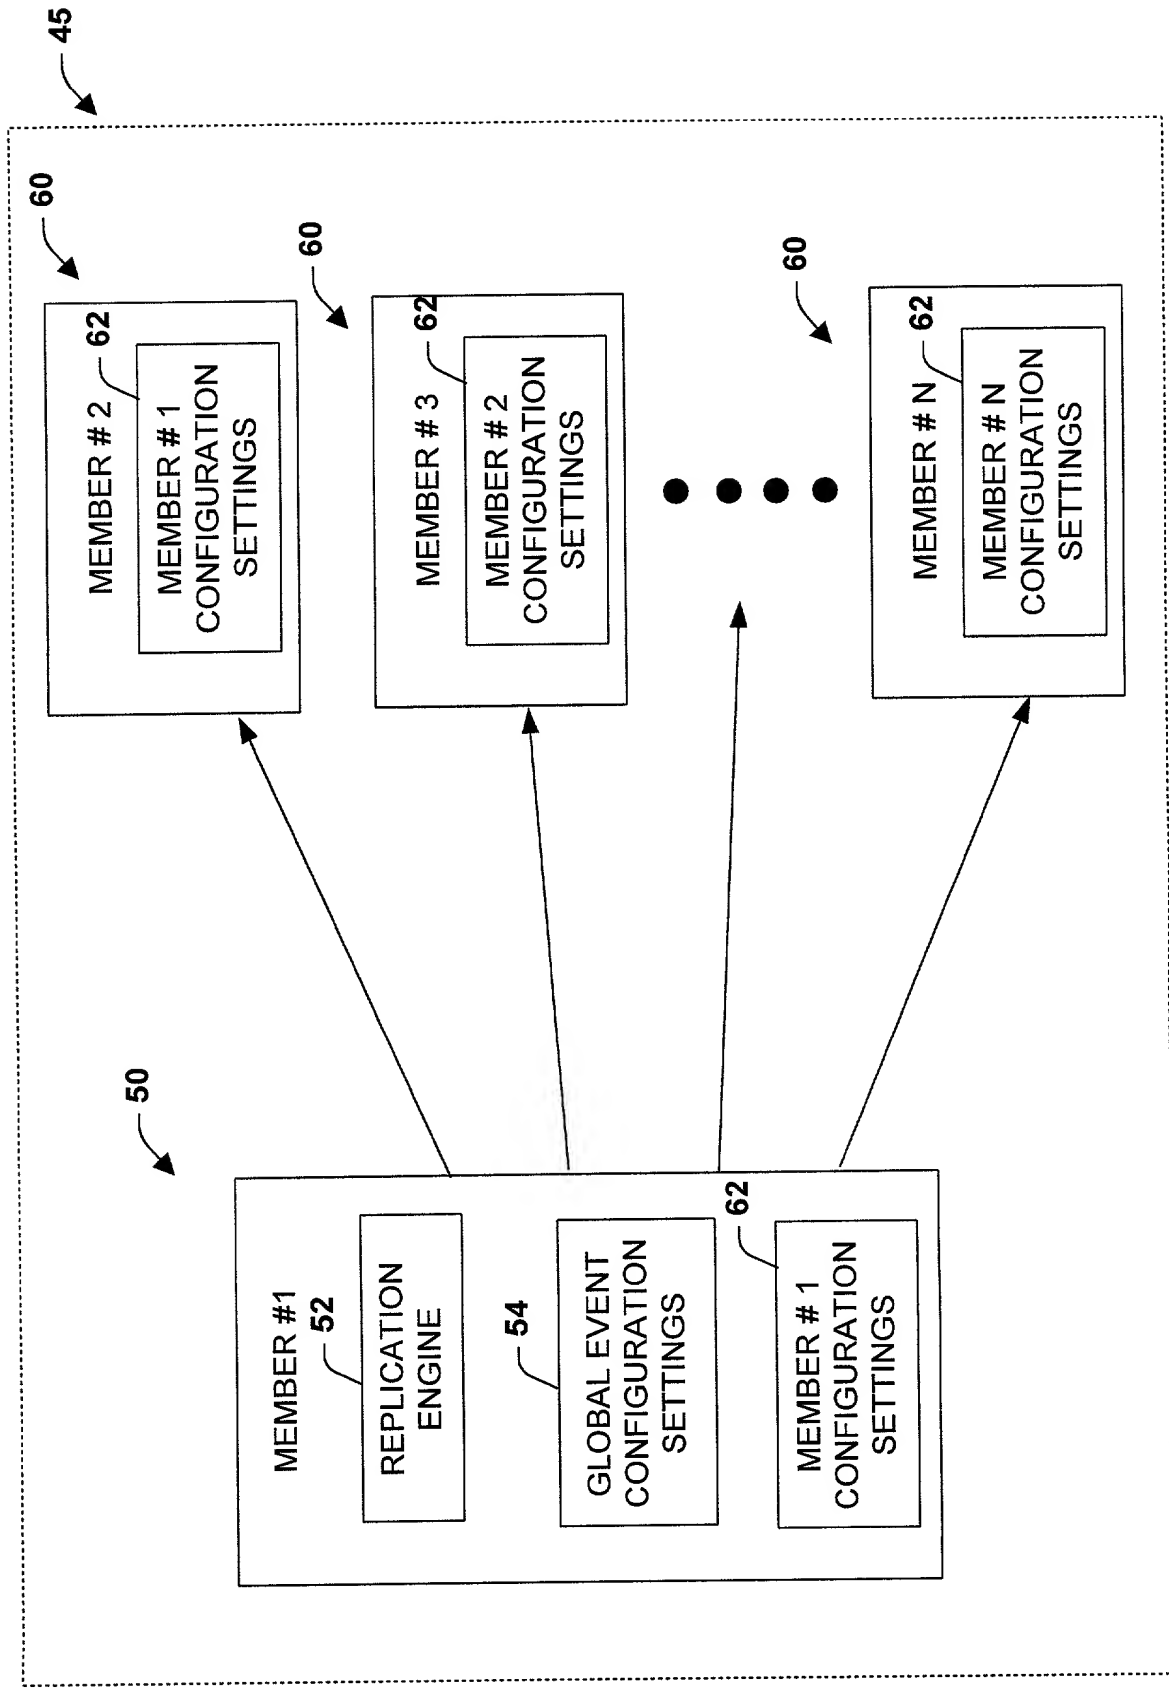 45
50
MEMBER #1
52
REPLICATION
ENGINE
54
GLOBAL EVENT
CONFIGURATION
SETTINGS
62
MEMBER # 1
CONFIGURATION
SETTINGS
60
MEMBER # 2
62
MEMBER # 1
CONFIGURATION
SETTINGS
60
MEMBER # 3
62
MEMBER # 2
CONFIGURATION
SETTINGS
60
MEMBER # N
62
MEMBER # N
CONFIGURATION
SETTINGS